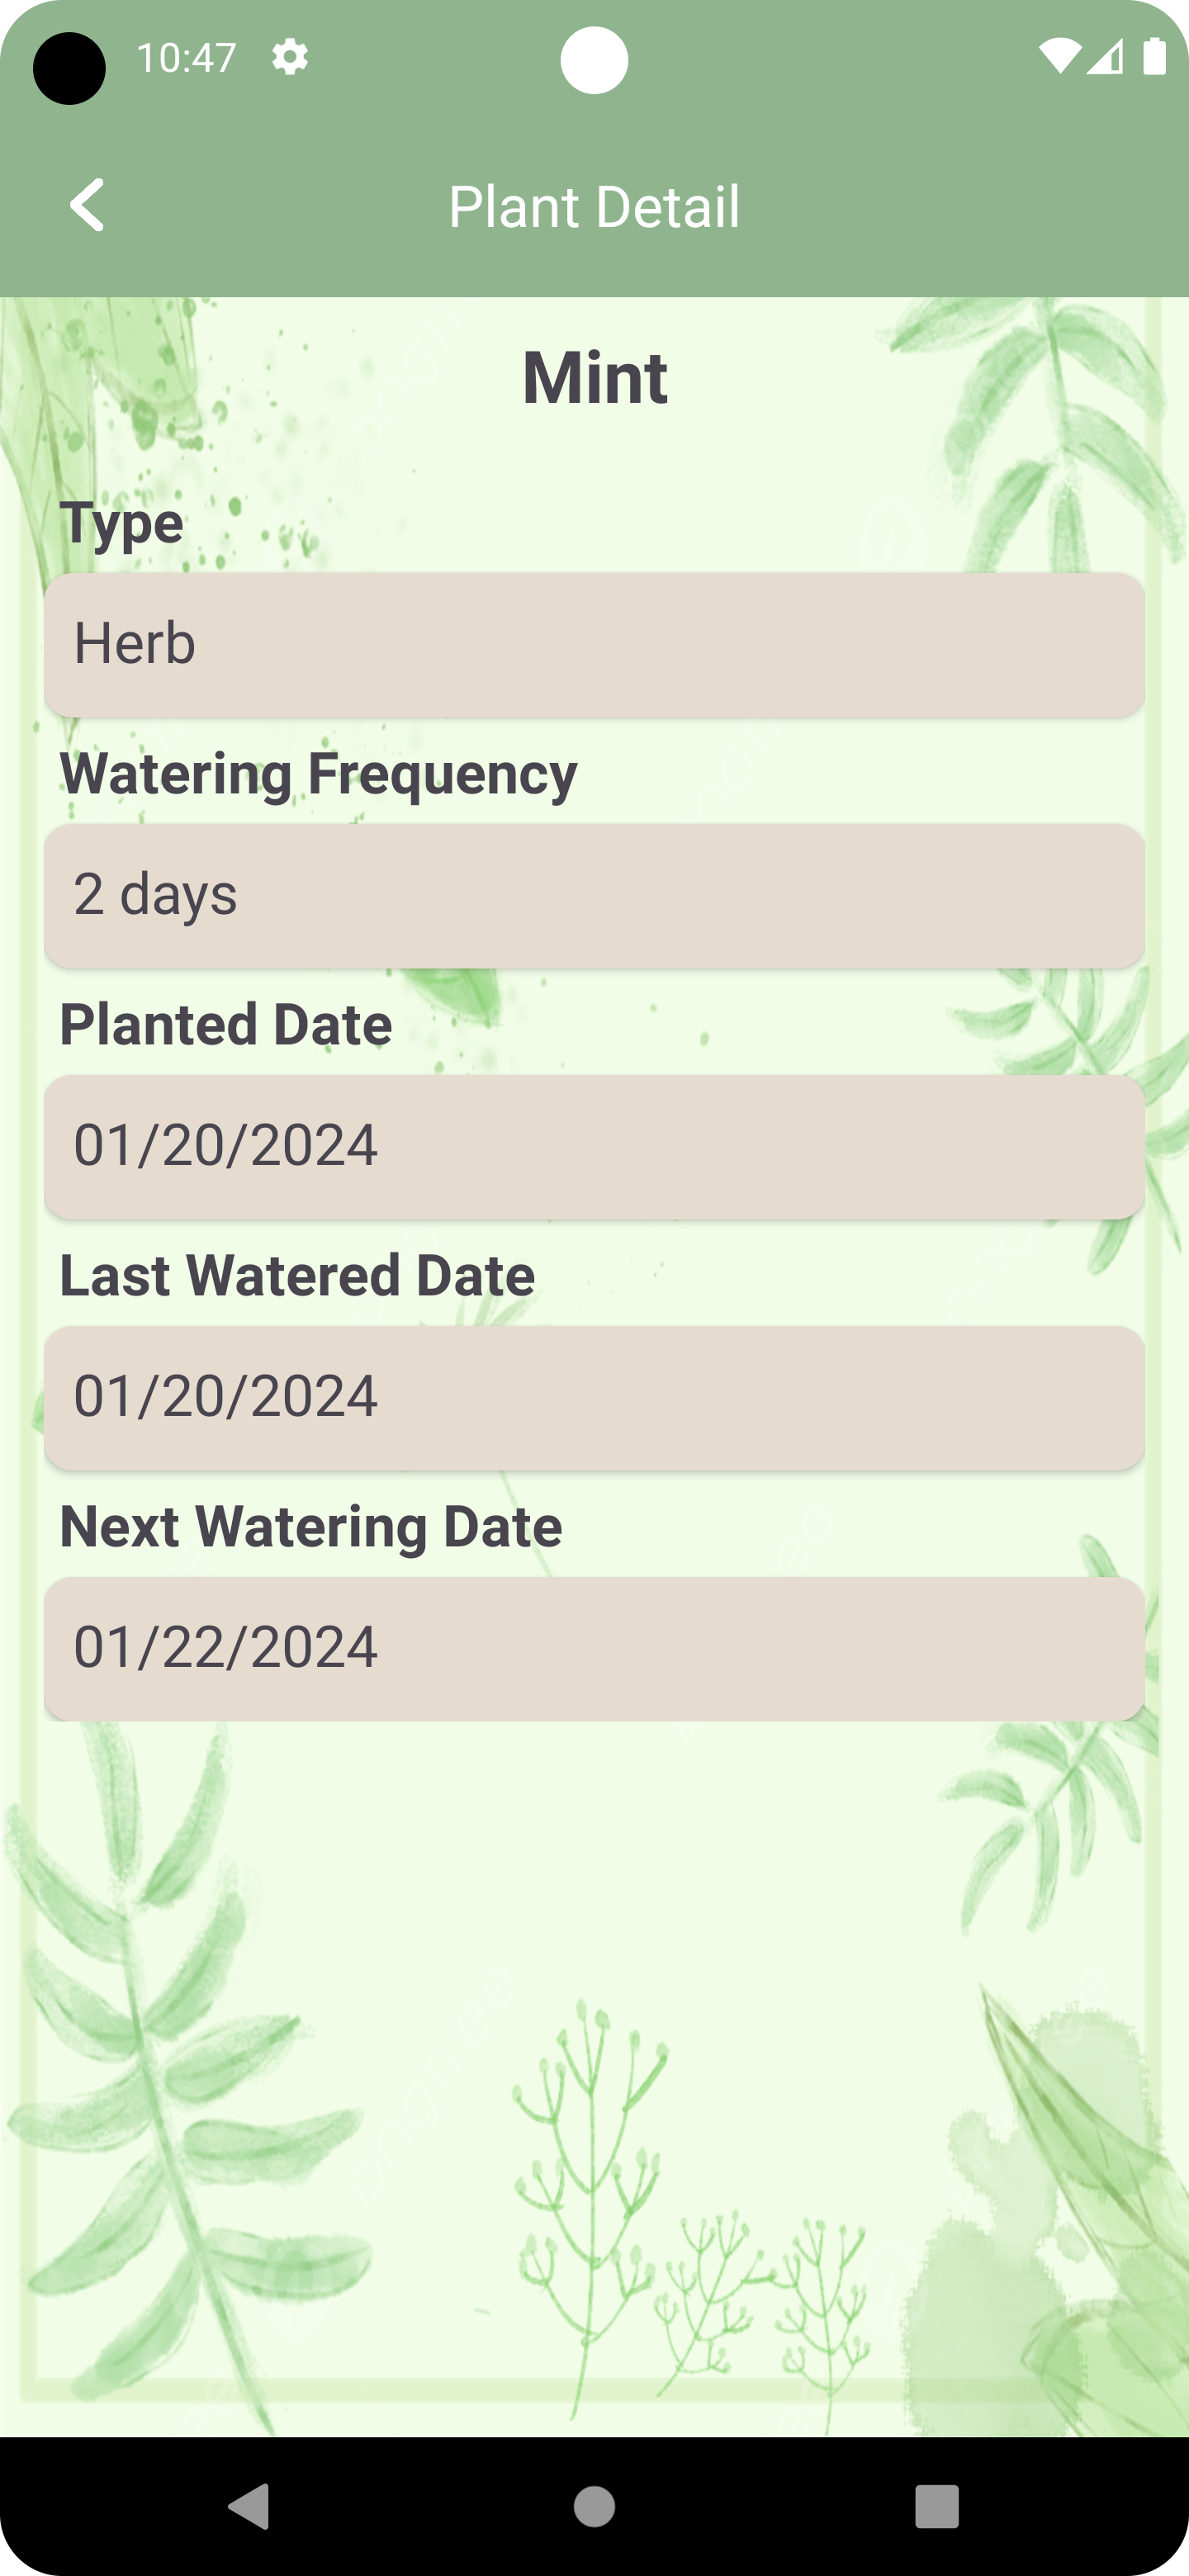 10:47
Plant Detail
Mint
Type
Herb
Watering Frequency
2 days
Planted Date
01/20/2024
Last Watered Date
01/20/2024
Next Watering Date
01/22/2024